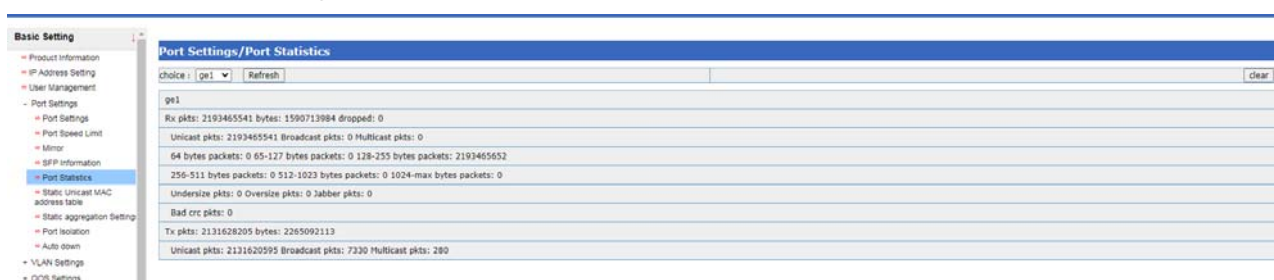 Basic Setting
Product Information
IP Address Setting
User Management
- Port Settings
Port Settings
Port Speed Limit
Mirror
SFP Information
Port Statistics
Static Unicast MAC
address table
Static aggregation Setting
Port Isolation
Auto down
+ VLAN Settings
+ QOS Settings
Port Settings/Port Statistics
choice : ge1 Refresh clear
ge1
Rx pkts: 2193465541 bytes: 1590713984 dropped: 0
Unicast pkts: 2193465541 Broadcast pkts: 0 Multicast pkts: 0
64 bytes packets: 0 65-127 bytes packets: 0 128-255 bytes packets: 2193465652
256-511 bytes packets: 0 512-1023 bytes packets: 0 1024-max bytes packets: 0
Undersize pkts: 0 Oversize pkts: 0 Jabber pkts: 0
Bad crc pkts: 0
Tx pkts: 2131628205 bytes: 2265092113
Unicast pkts: 2131620595 Broadcast pkts: 7330 Multicast pkts: 280